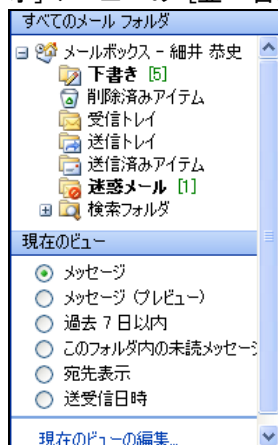 すべてのメール フォルダ
メールボックス - 細井 恭史
下書き [5]
削除済みアイテム
受信トレイ
送信トレイ
送信済みアイテム
迷惑メール [1]
検索フォルダ
現在のビュー
メッセージ
メッセージ (プレビュー)
過去 7 日以内
このフォルダ内の未読メッセージ
宛先表示
送受信日時
現在のビューの編集...